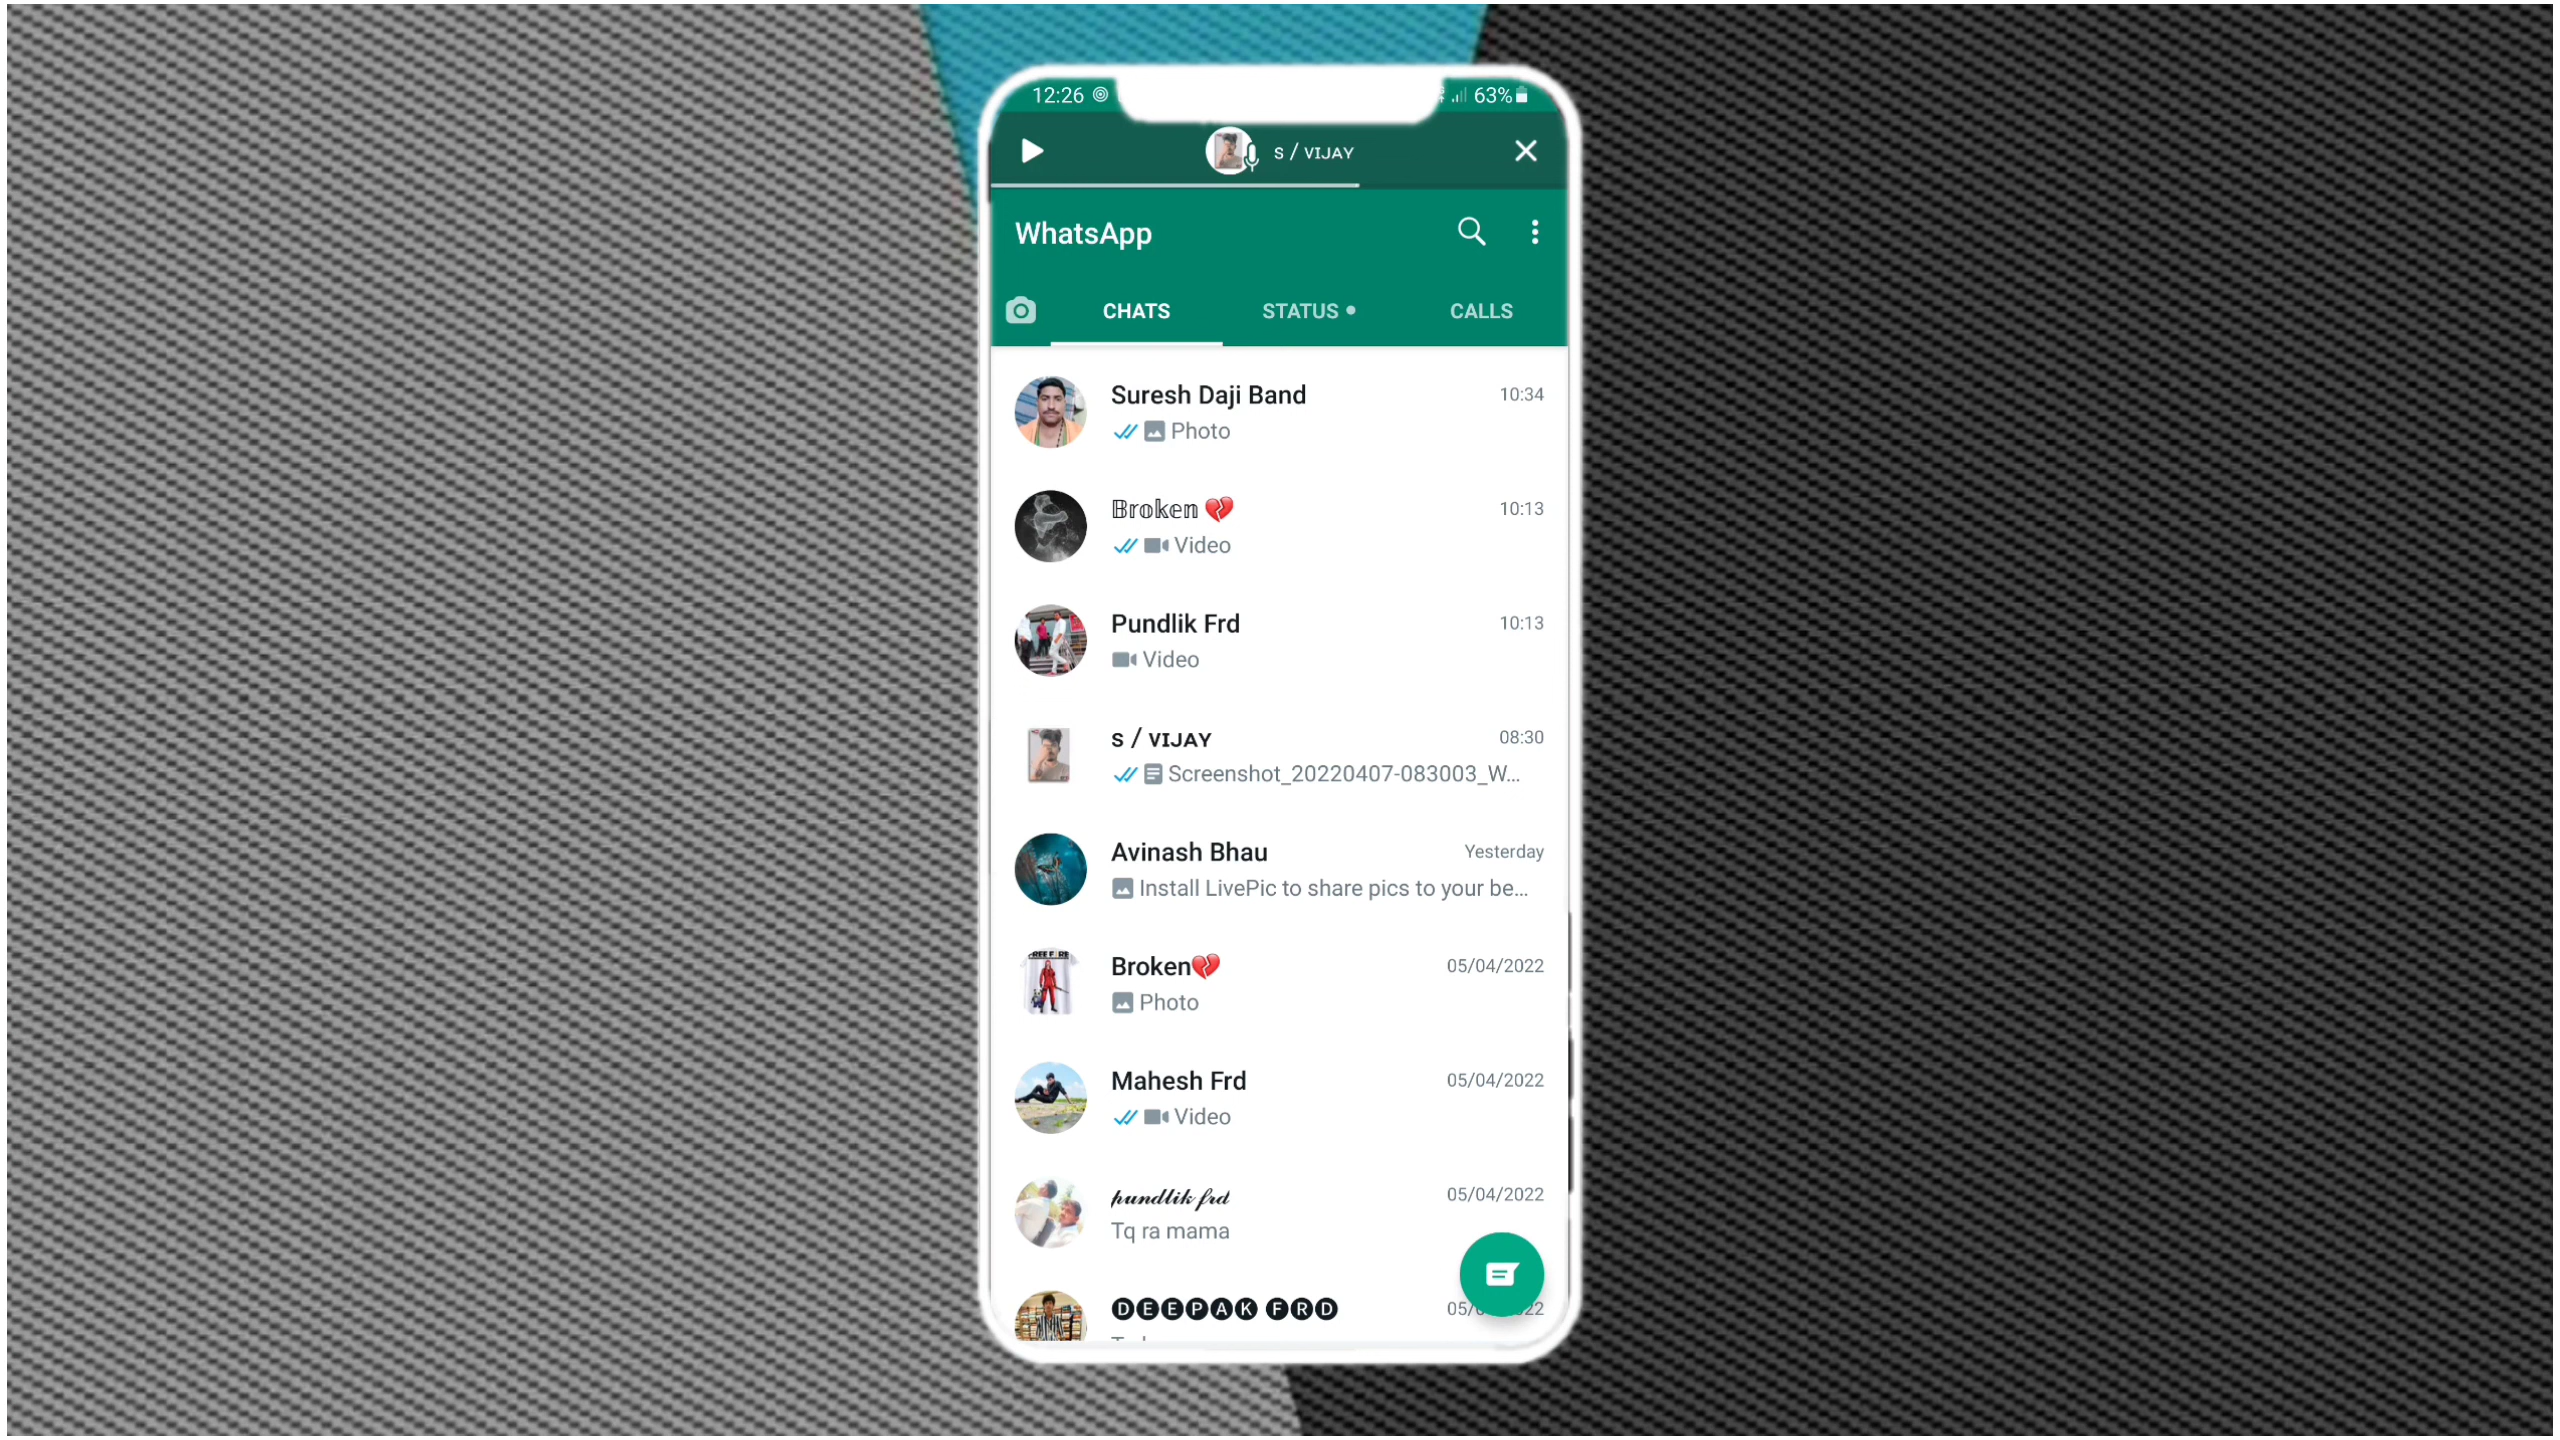 12:26 63%
s / VIJAY
WhatsApp
CHATS STATUS CALLS
Suresh Daji Band 10:34
Photo
𝔹𝕣𝕠𝕜𝕖𝕟 💔 10:13
Video
Pundlik Frd 10:13
Video
s / VIJAY 08:30
Screenshot_20220407-083003_W...
Avinash Bhau Yesterday
Install LivePic to share pics to your be...
Broken💔 05/04/2022
Photo
Mahesh Frd 05/04/2022
Video
𝓹𝓾𝓷𝓭𝓵𝓲𝓴 𝓯𝓻𝓭 05/04/2022
Tq ra mama
🅓🅔🅔🅟🅐🅚 🅕🅡🅓